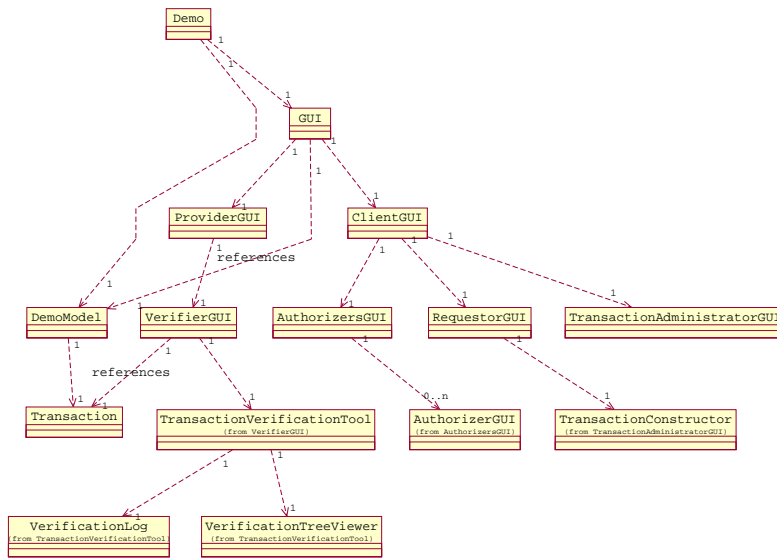 Demo
1
1
1
GUI
1
1
1
1
1
ProviderGUI
1
ClientGUI
1
1
1
1
references
1
1
1
1
1
DemoModel
VerifierGUI
AuthorizersGUI
RequestorGUI
TransactionAdministratorGUI
1
1
1
1
1
references
1
1
1
0..n
1
Transaction
TransactionVerificationTool
(from VerifierGUI)
AuthorizerGUI
(from AuthorizersGUI)
TransactionConstructor
(from TransactionAdministratorGUI)
1
1
1
1
VerificationLog
(from TransactionVerificationTool)
VerificationTreeViewer
(from TransactionVerificationTool)